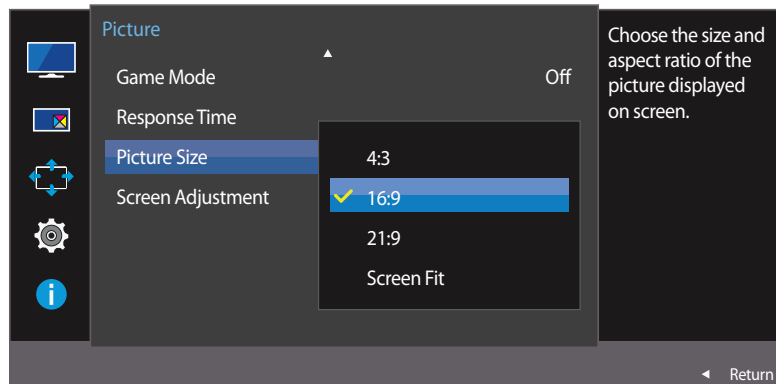 Picture
Game Mode Off
Response Time
Picture Size
Screen Adjustment
4:3
16:9
21:9
Screen Fit
Choose the size and
aspect ratio of the
picture displayed
on screen.
Return